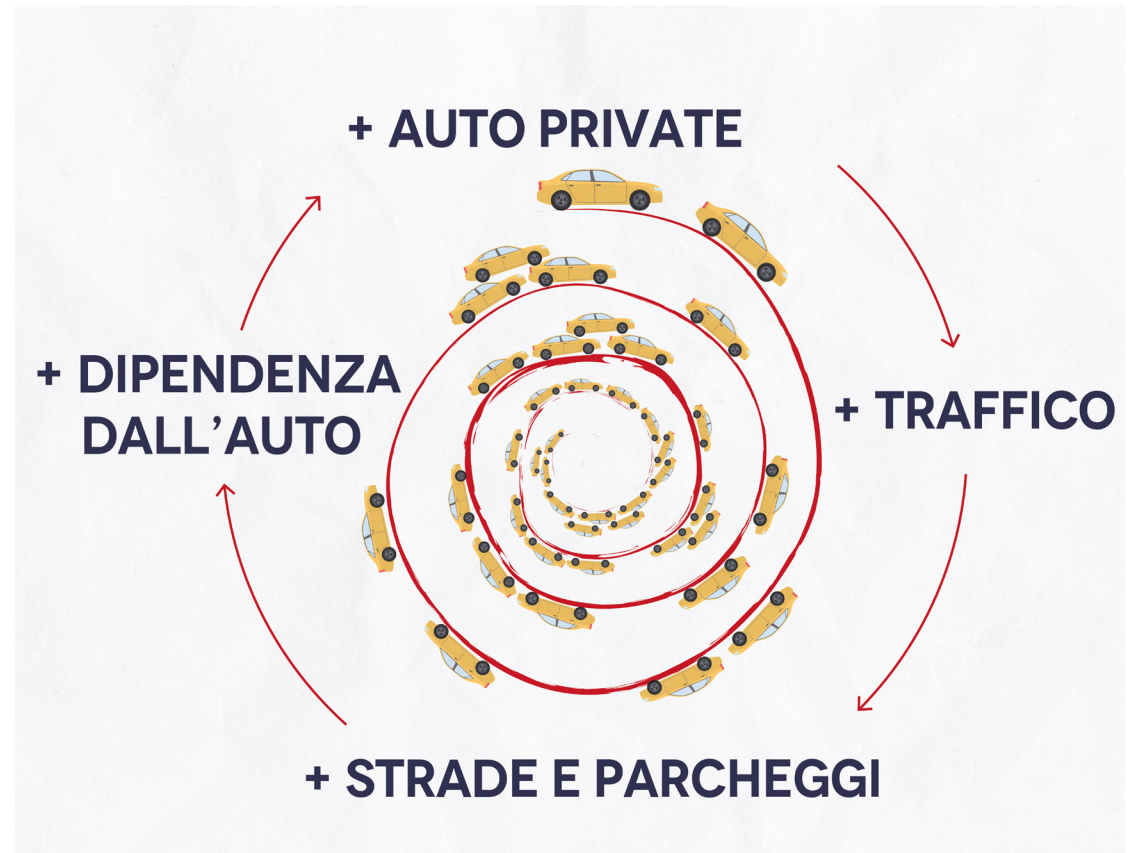 + AUTO PRIVATE
+ TRAFFICO
+ STRADE E PARCHEGGI
+ DIPENDENZA
DALL’AUTO